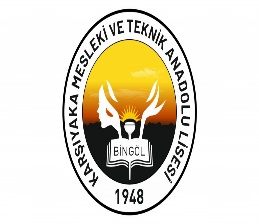 KARŞIYAKA MESLEKİ VE TEKNİK ANADOLU LİSESİ
BİNGÖL
1948